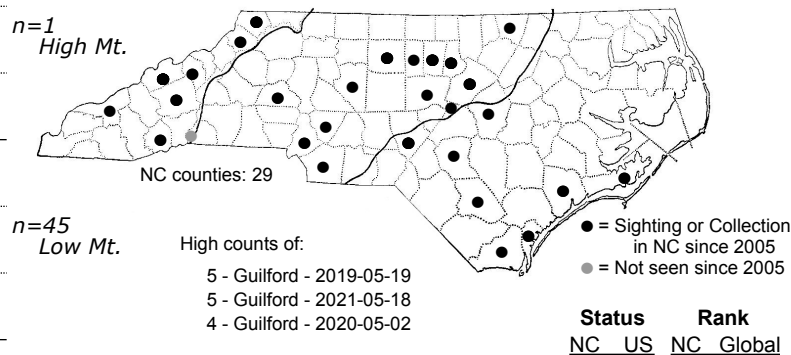 n=1
High Mt.
NC counties: 29
n=45
Low Mt.
High counts of:
5 - Guilford - 2019-05-19
5 - Guilford - 2021-05-18
4 - Guilford - 2020-05-02
= Sighting or Collection
in NC since 2005
= Not seen since 2005
Status Rank
NC US NC Global